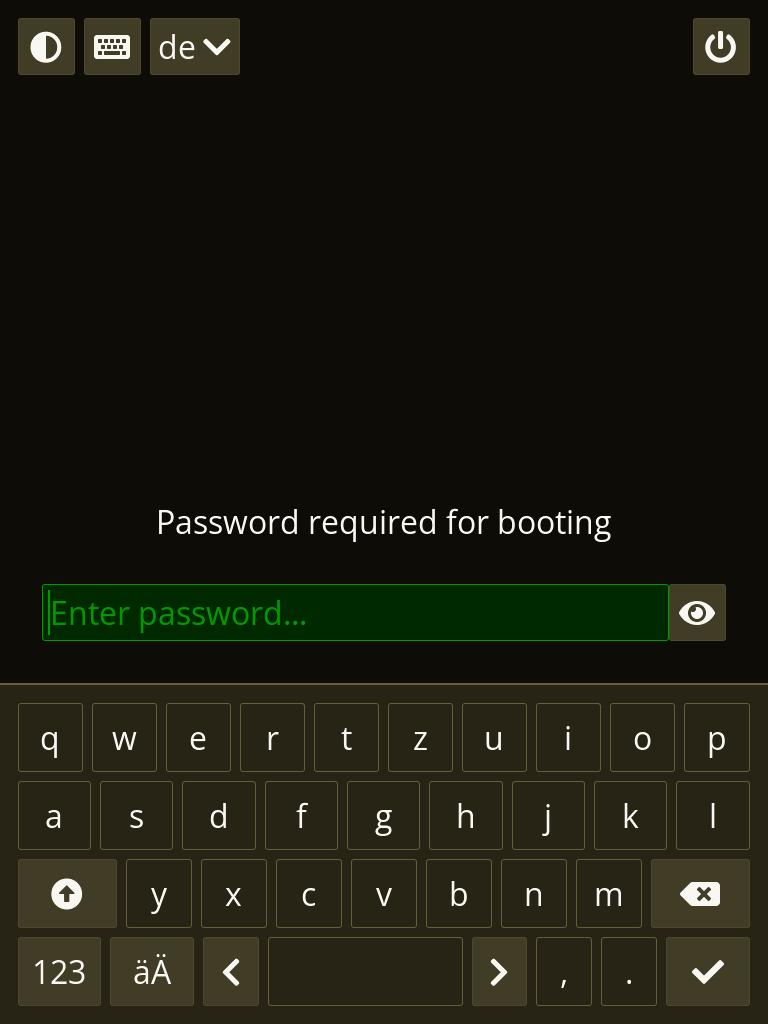 de
Password required for booting
Enter password...
q w e r t z u i o p
a s d f g h j k l
y x c v b n m
123 äÄ , .